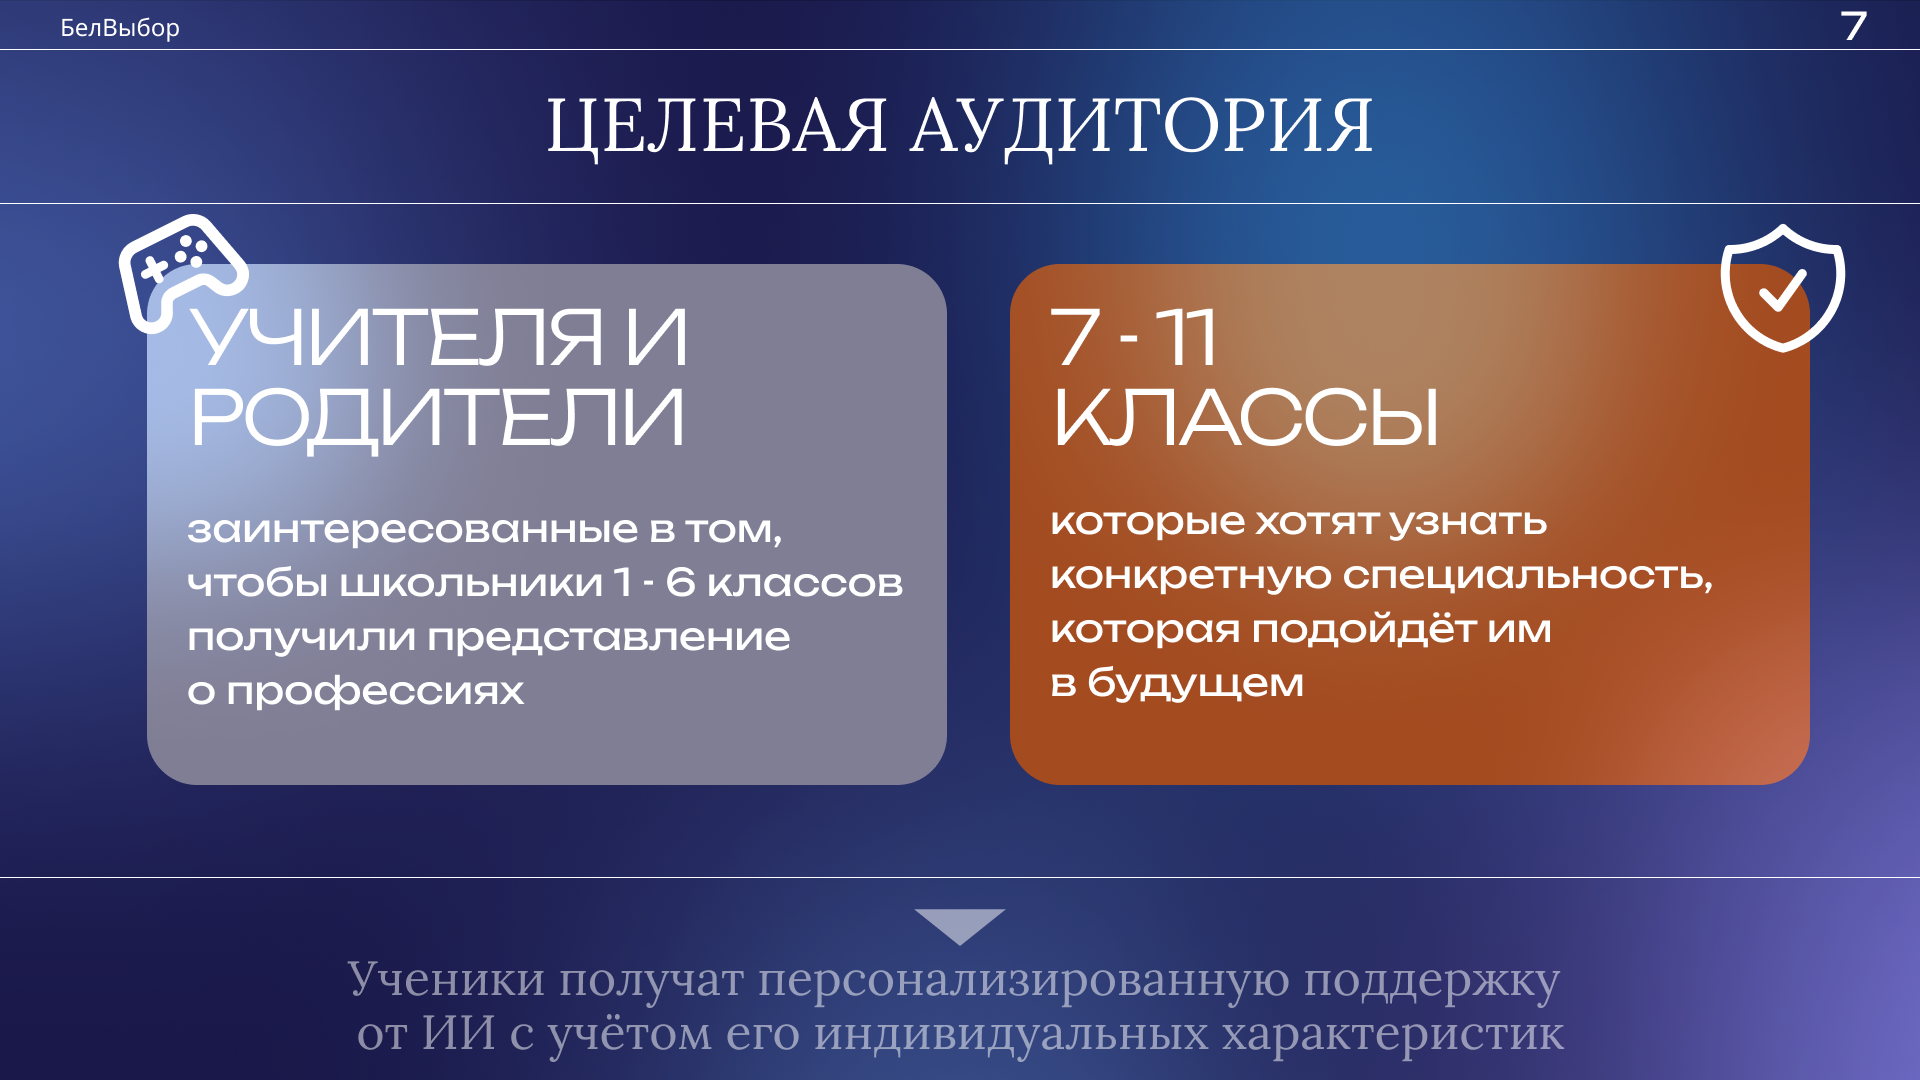 БелВыбор
7
ЦЕЛЕВАЯ АУДИТОРИЯ
УЧИТЕЛЯ И
РОДИТЕЛИ
заинтересованные в том,
чтобы школьники 1 - 6 классов
получили представление
о профессиях
7 - 11
КЛАССЫ
которые хотят узнать
конкретную специальность,
которая подойдёт им
в будущем
Ученики получат персонализированную поддержку
от ИИ с учётом его индивидуальных характеристик